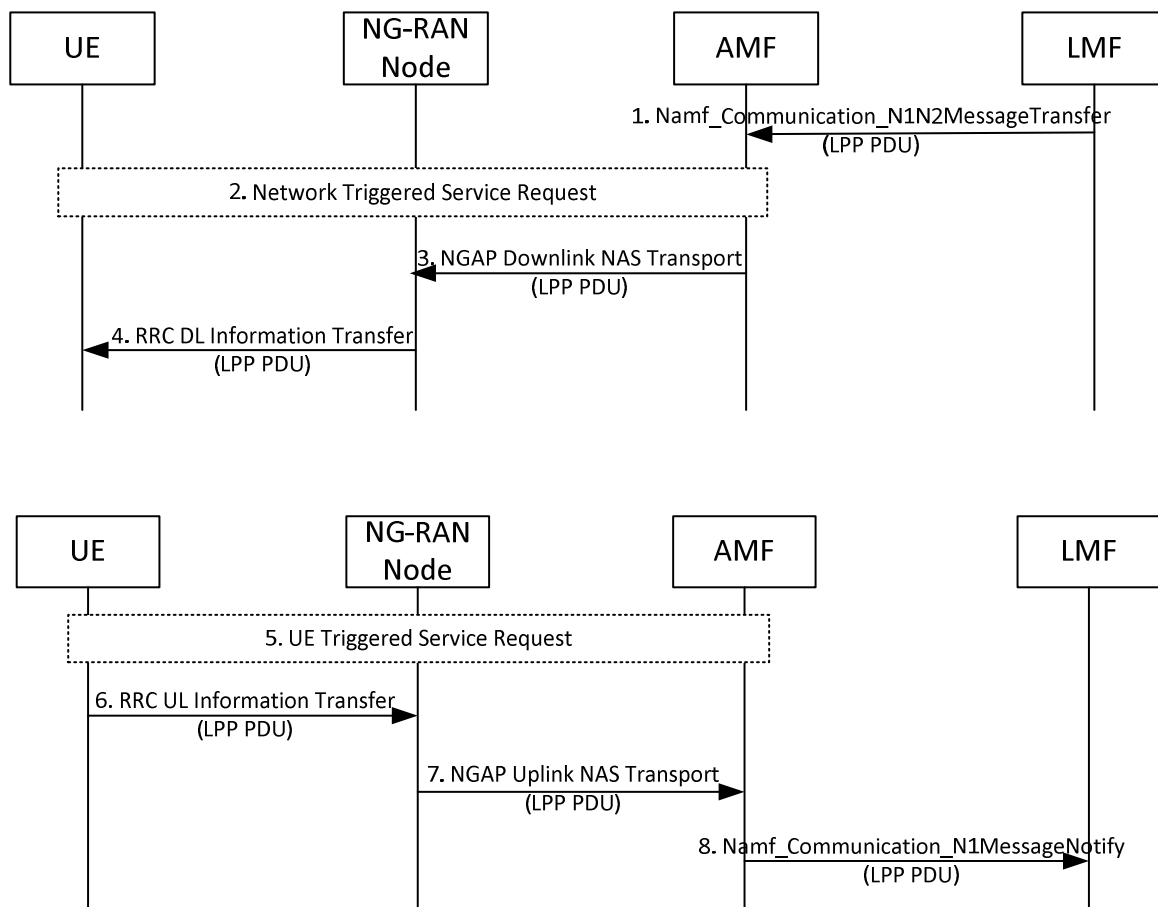 UE
NG-RAN
Node
AMF
LMF
1. Namf_Communication_N1N2MessageTransfer
(LPP PDU)
2. Network Triggered Service Request
3. NGAP Downlink NAS Transport
(LPP PDU)
4. RRC DL Information Transfer
(LPP PDU)
UE
NG-RAN
Node
AMF
LMF
5. UE Triggered Service Request
6. RRC UL Information Transfer
(LPP PDU)
7. NGAP Uplink NAS Transport
(LPP PDU)
8. Namf_Communication_N1MessageNotify
(LPP PDU)